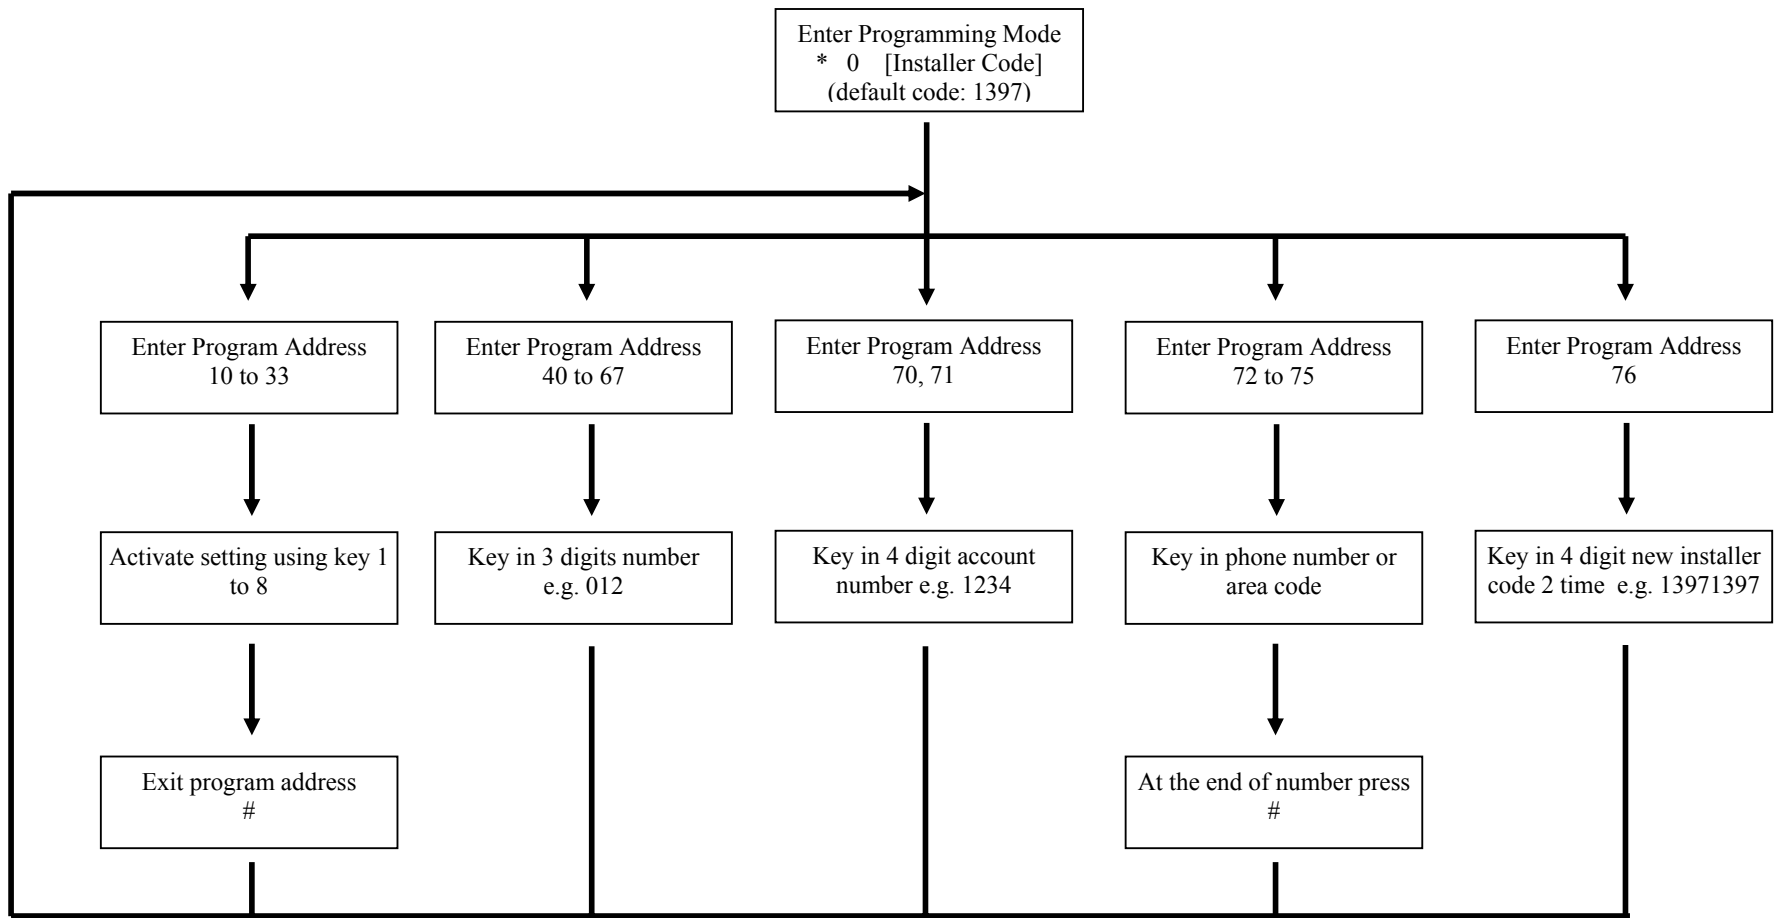 Enter Programming Mode
* 0 [Installer Code]
(default code: 1397)
Enter Program Address
10 to 33
Enter Program Address
40 to 67
Enter Program Address
70, 71
Enter Program Address
72 to 75
Enter Program Address
76
Activate setting using key 1
to 8
Key in 3 digits number
e.g. 012
Key in 4 digit account
number e.g. 1234
Key in phone number or
area code
Key in 4 digit new installer
code 2 time e.g. 13971397
Exit program address
#
At the end of number press
#